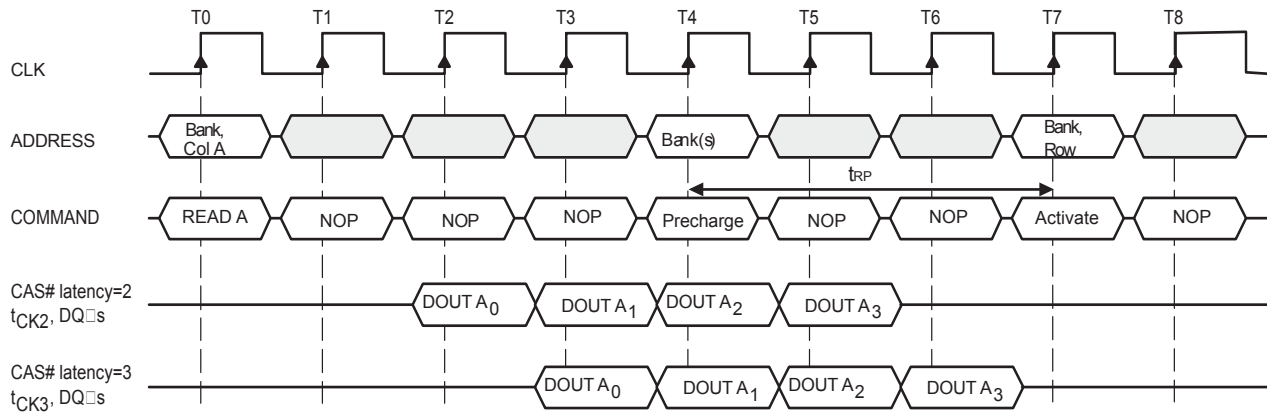 T0 T1 T2 T3 T4 T5 T6 T7 T8
CLK
ADDRESS
Bank,
Col A
Bank(s)
Bank,
Row
tRP
COMMAND READ A NOP NOP NOP Precharge NOP NOP Activate NOP
CAS# latency=2
tCK2, DQ□s
DOUT A0 DOUT A1 DOUT A2 DOUT A3
CAS# latency=3
tCK3, DQ□s
DOUT A0 DOUT A1 DOUT A2 DOUT A3